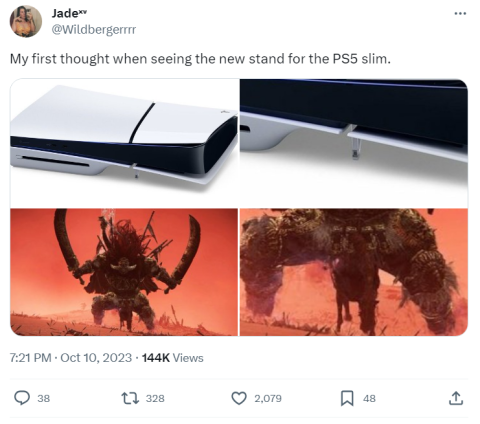 Jadeˣᵛ
@Wildbergerrrr
My first thought when seeing the new stand for the PS5 slim.
7:21 PM · Oct 10, 2023 · 144K Views
38
328
2,079
48